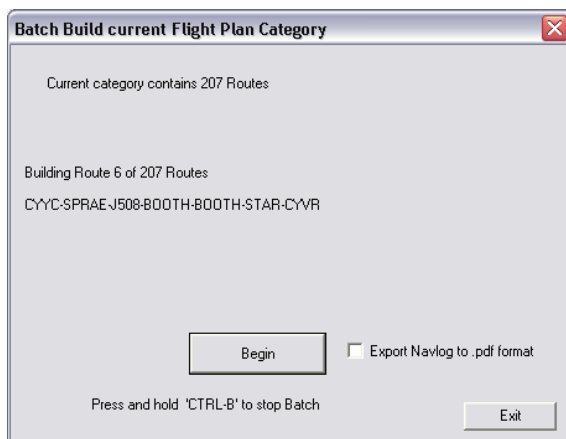 Batch Build current Flight Plan Category
Current category contains 207 Routes
Building Route 6 of 207 Routes
CYYC-SPRAE-J508-BOOTH-BOOTH-STAR-CYVR
Begin
Export Navlog to .pdf format
Press and hold 'CTRL-B' to stop Batch
Exit